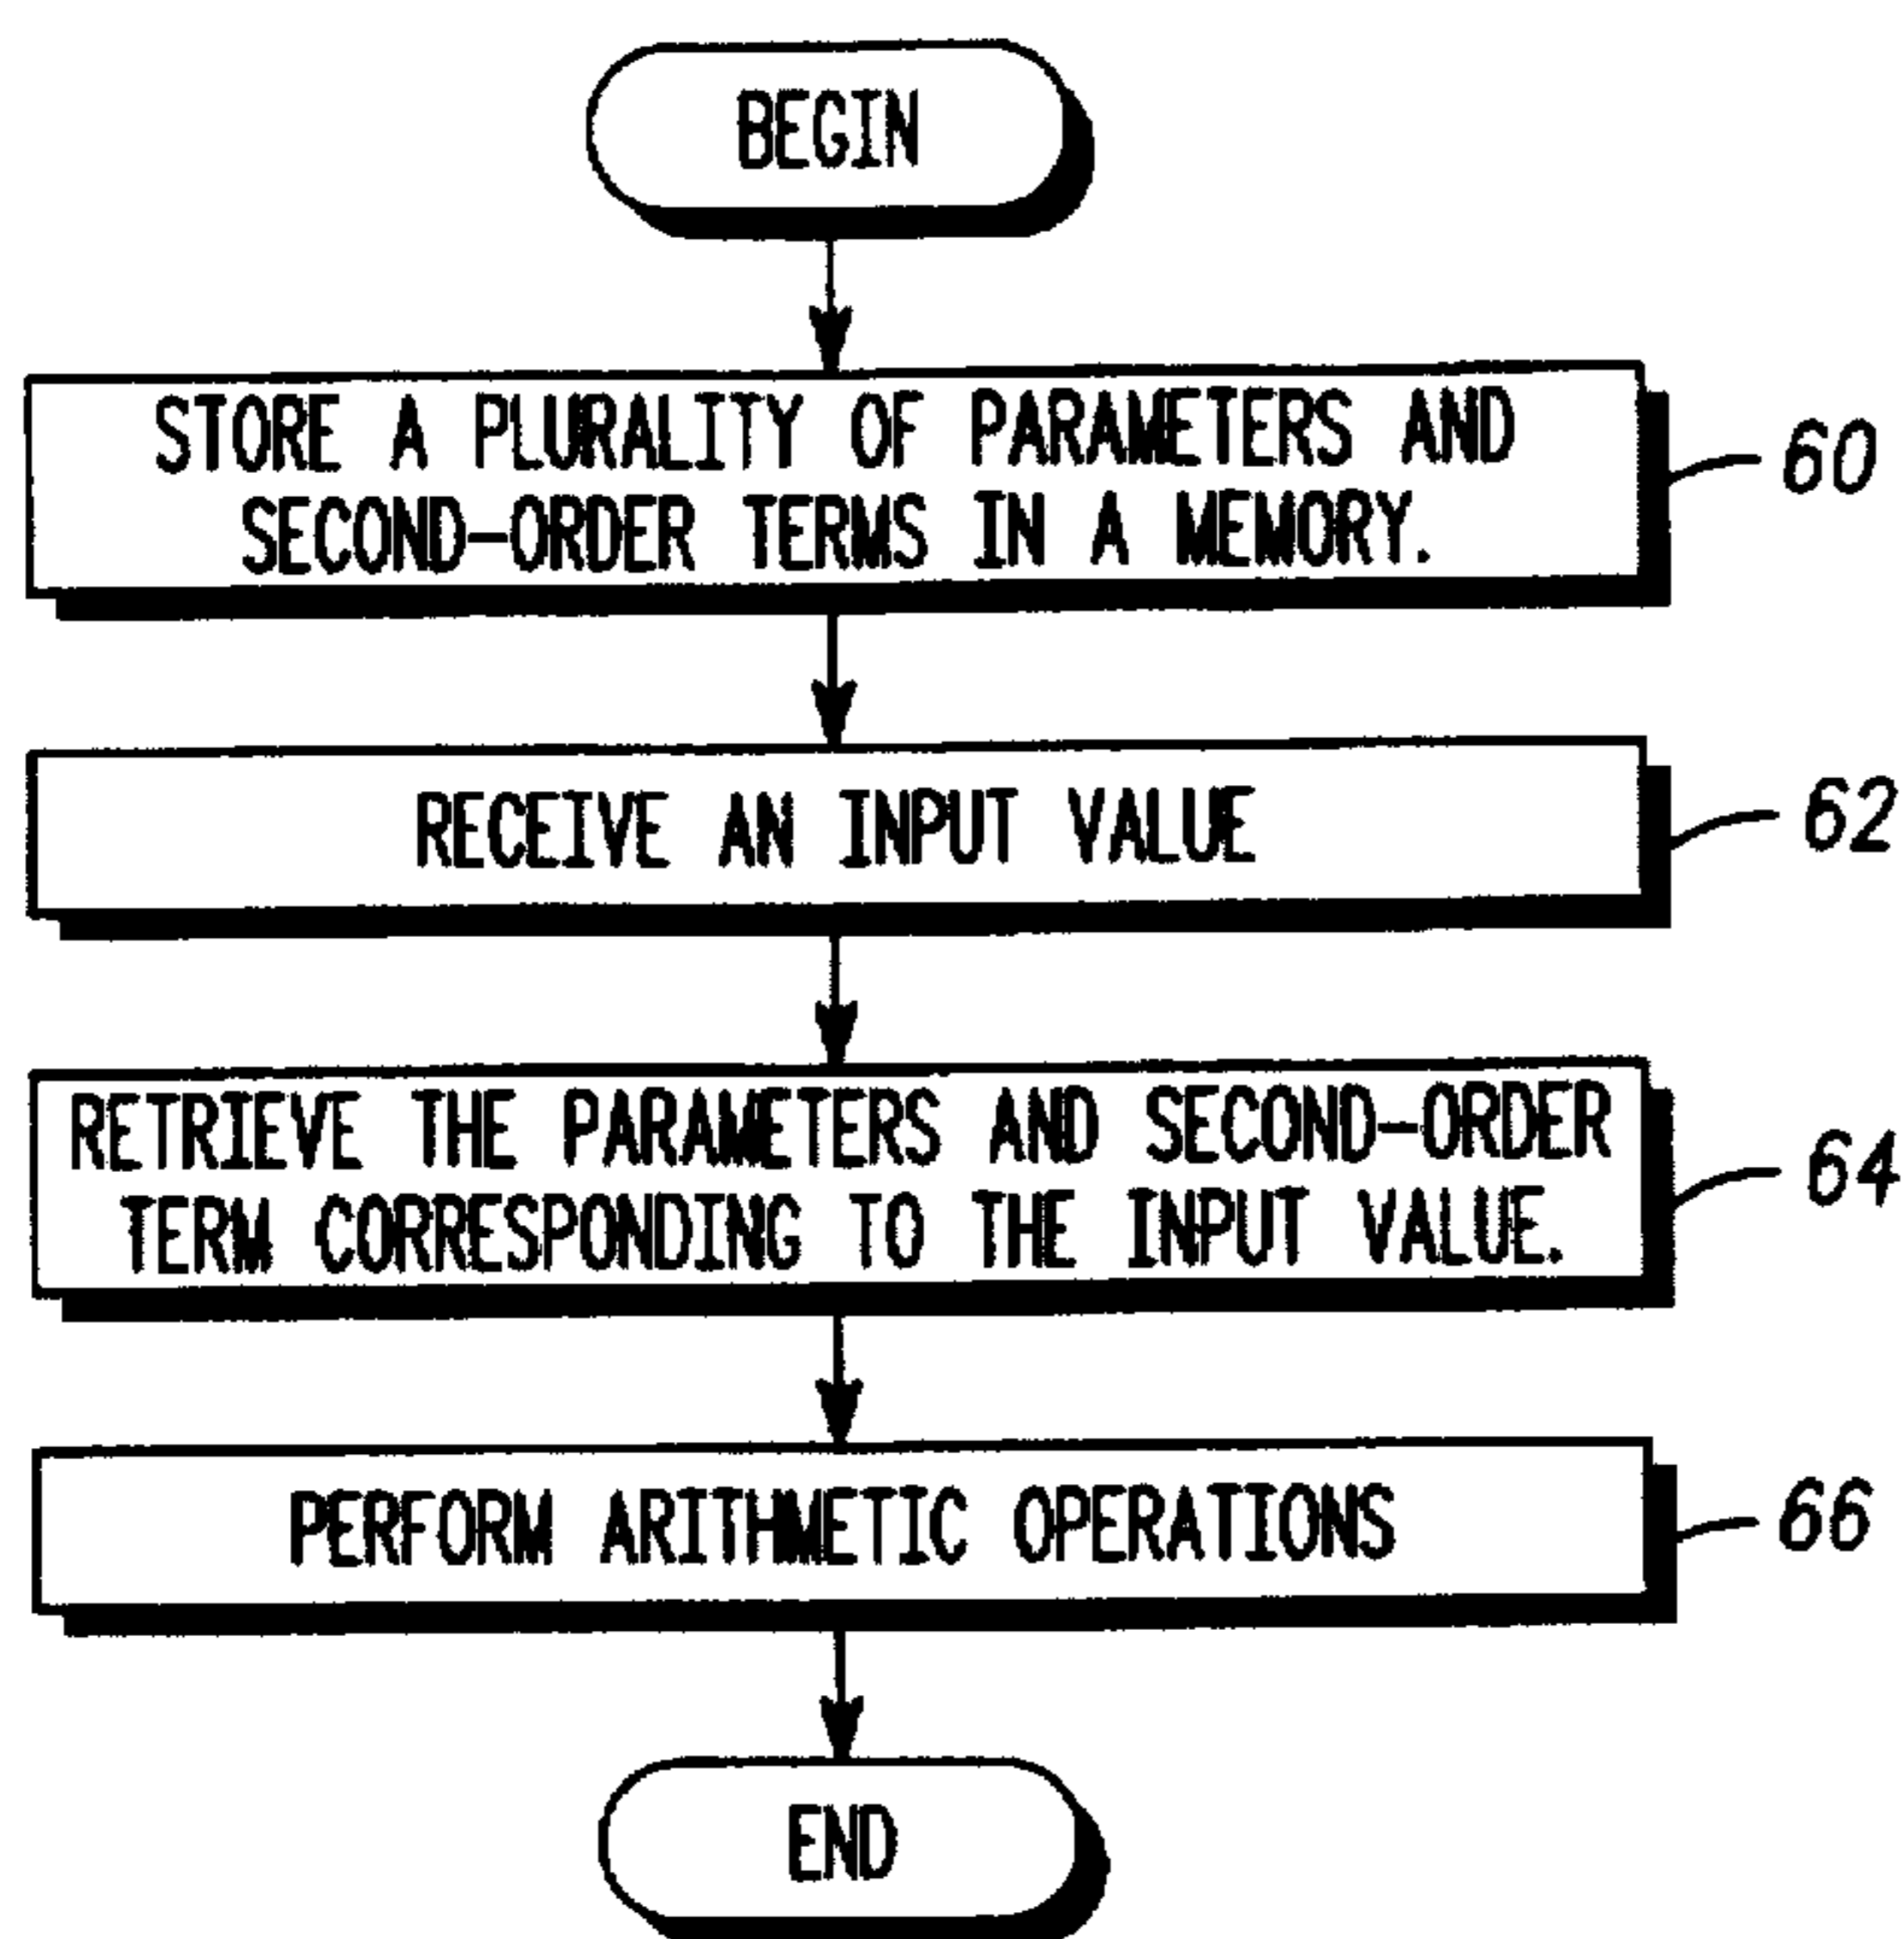 BEGIN
STORE A PLURALITY OF PARAMETERS AND
SECOND-ORDER TERMS IN A MEMORY.
60
RECEIVE AN INPUT VALUE
62
RETRIEVE THE PARAMETERS AND SECOND-ORDER
TERM CORRESPONDING TO THE INPUT VALUE.
64
PERFORM ARITHMETIC OPERATIONS
66
END